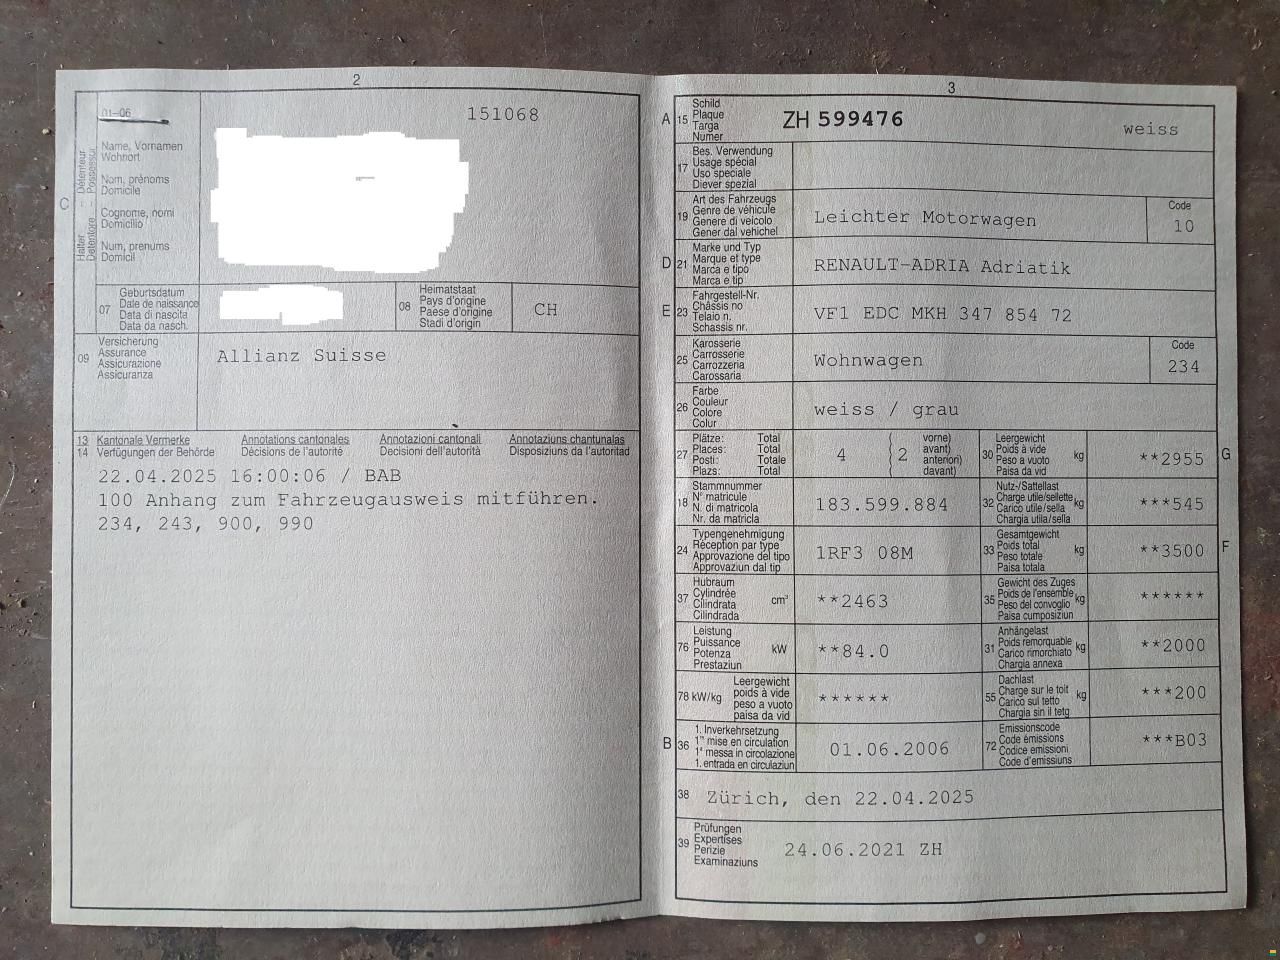 2
01-06
151068
Halter - Détenteur
Detentore - Possessur
C
Name, Vornamen
Wohnort
Nom, prénoms
Domicile
Cognome, nomi
Domicilio
Num, prenums
Domicil
07
Geburtsdatum
Date de naissance
Data di nascita
Data da nasch.
08
Heimatstaat
Pays d'origine
Paese d'origine
Stadi d'origin
CH
09
Versicherung
Assurance
Assicurazione
Assicuranza
Allianz Suisse
13 Kantonale Vermerke Annotations cantonales Annotazioni cantonali Annotaziuns chantunalas
14 Verfügungen der Behörde Décisions de l'autorité Decisioni dell'autorità Disposiziuns da l'autoritad
22.04.2025 16:00:06 / BAB
100 Anhang zum Fahrzeugausweis mitführen.
234, 243, 900, 990
3
A 15
Schild
Plaque
Targa
Numer
ZH 599476
weiss
17
Bes. Verwendung
Usage spécial
Uso speciale
Diever spezial
19
Art des Fahrzeugs
Genre de véhicule
Genere di veicolo
Gener dal vehichel
Leichter Motorwagen
Code
10
D 21
Marke und Typ
Marque et type
Marca e tipo
Marca e tip
RENAULT-ADRIA Adriatik
E 23
Fahrgestell-Nr.
Châssis no
Telaio n.
Schassis nr.
VF1 EDC MKH 347 854 72
25
Karosserie
Carrosserie
Carrozzeria
Carossaria
Wohnwagen
Code
234
26
Farbe
Couleur
Colore
Colur
weiss / grau
27
Plätze: Total
Places: Total
Posti: Totale
Plazs: Total
4
2
vorne)
avant)
anteriori)
davant)
30
Leergewicht
Poids à vide
Peso a vuoto
Paisa da vid
kg
**2955
G
18
Stammnummer
N° matricule
N. di matricola
Nr. da matricla
183.599.884
32
Nutz-/Sattellast
Charge utile/sellette
Carico utile/sella
Chargia utila/sella
kg
***545
24
Typengenehmigung
Réception par type
Approvazione del tipo
Approvaziun dal tip
1RF3 08M
33
Gesamtgewicht
Poids total
Peso totale
Paisa totala
kg
**3500
F
37
Hubraum
Cylindrée
Cilindrata
Cilindrada
cm³
**2463
35
Gewicht des Zuges
Poids de l'ensemble
Peso del convoglio
Paisa cumposiziun
kg
******
76
Leistung
Puissance
Potenza
Prestaziun
kW
**84.0
31
Anhängelast
Poids remorquable
Carico rimorchiato
Chargia annexa
kg
**2000
78 kW/kg
Leergewicht
poids à vide
peso a vuoto
paisa da vid
******
55
Dachlast
Charge sur le toit
Carico sul tetto
Chargia sin il tetg
kg
***200
B 36
1. Inverkehrsetzung
1re mise en circulation
1a messa in circolazione
1. entrada en circulaziun
01.06.2006
72
Emissionscode
Code émissions
Codice emissioni
Code d'emissiuns
***B03
38
Zürich, den 22.04.2025
39
Prüfungen
Expertises
Perizie
Examinaziuns
24.06.2021 ZH